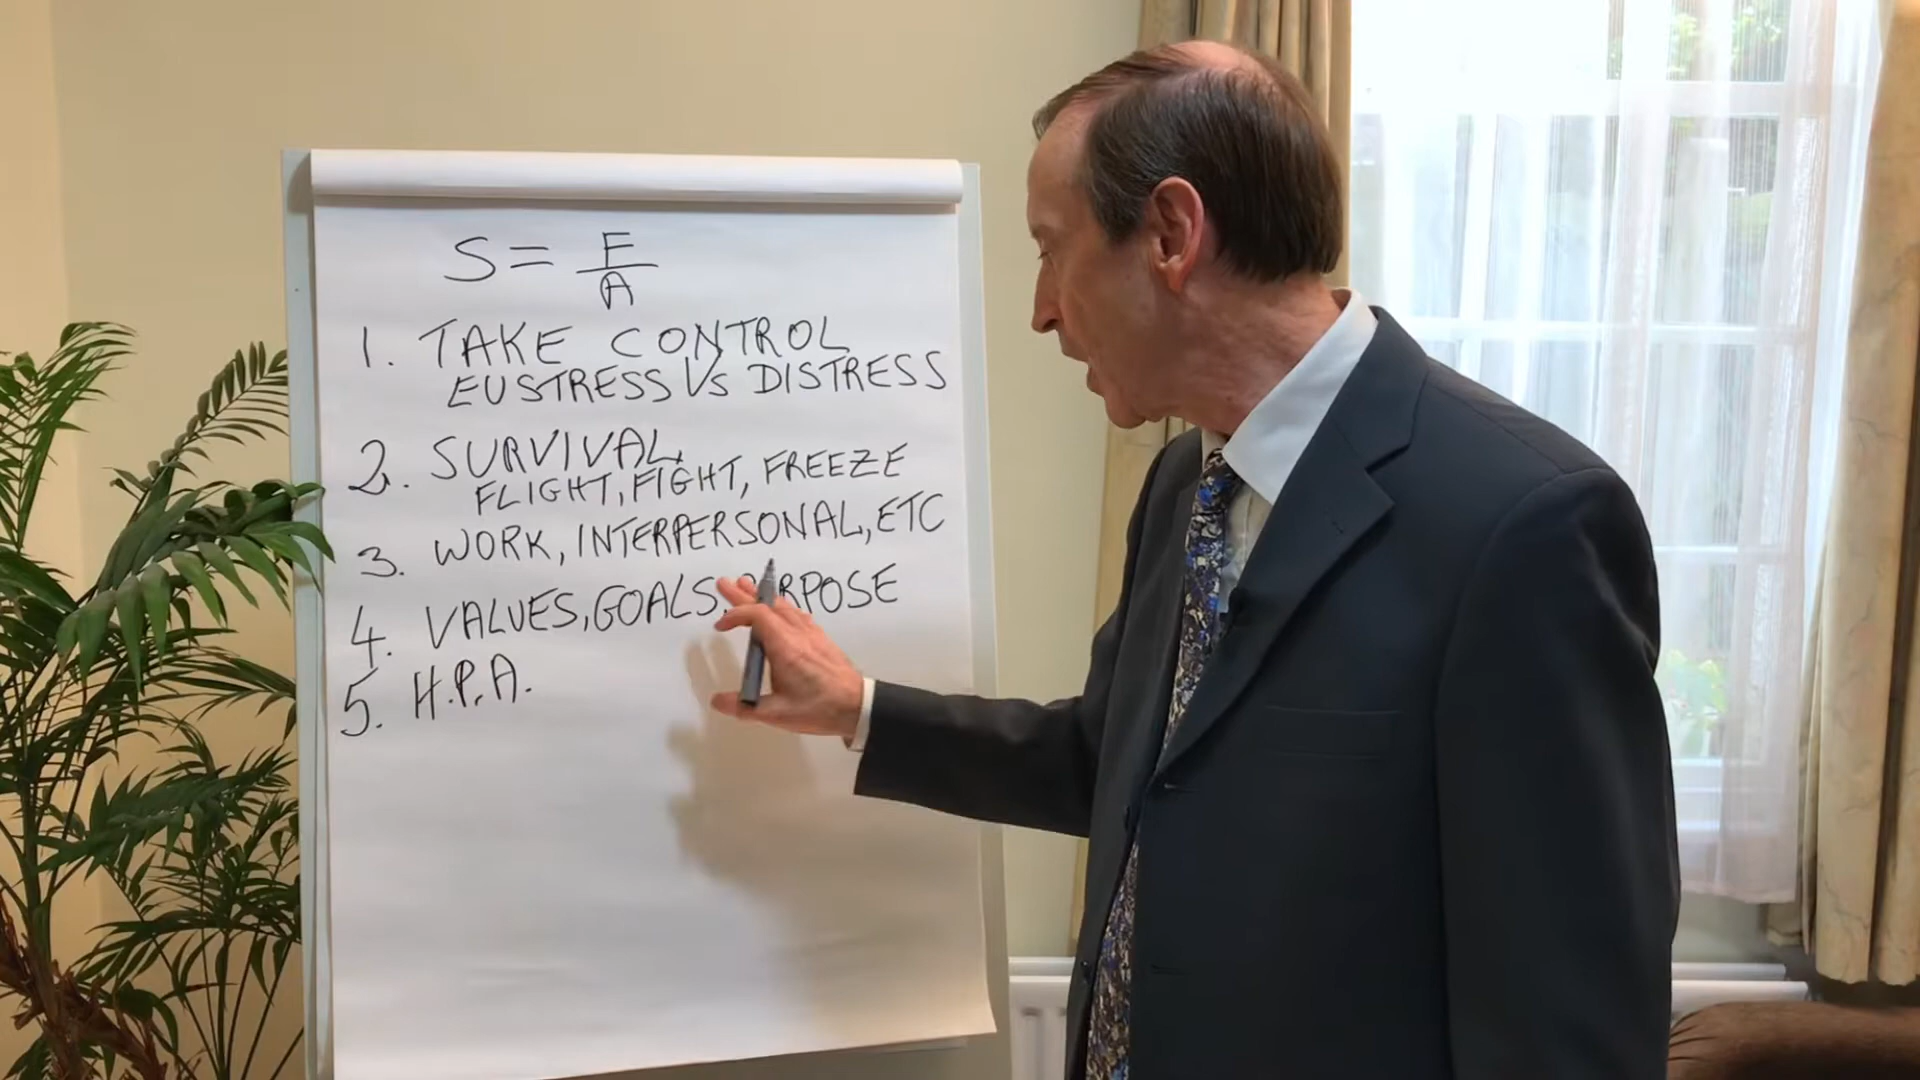 S = F/A
1. TAKE CONTROL
EUSTRESS Vs DISTRESS
2. SURVIVAL.
FLIGHT, FIGHT, FREEZE
3. WORK, INTERPERSONAL, ETC
4. VALUES, GOALS, PURPOSE
5. H.P.A.